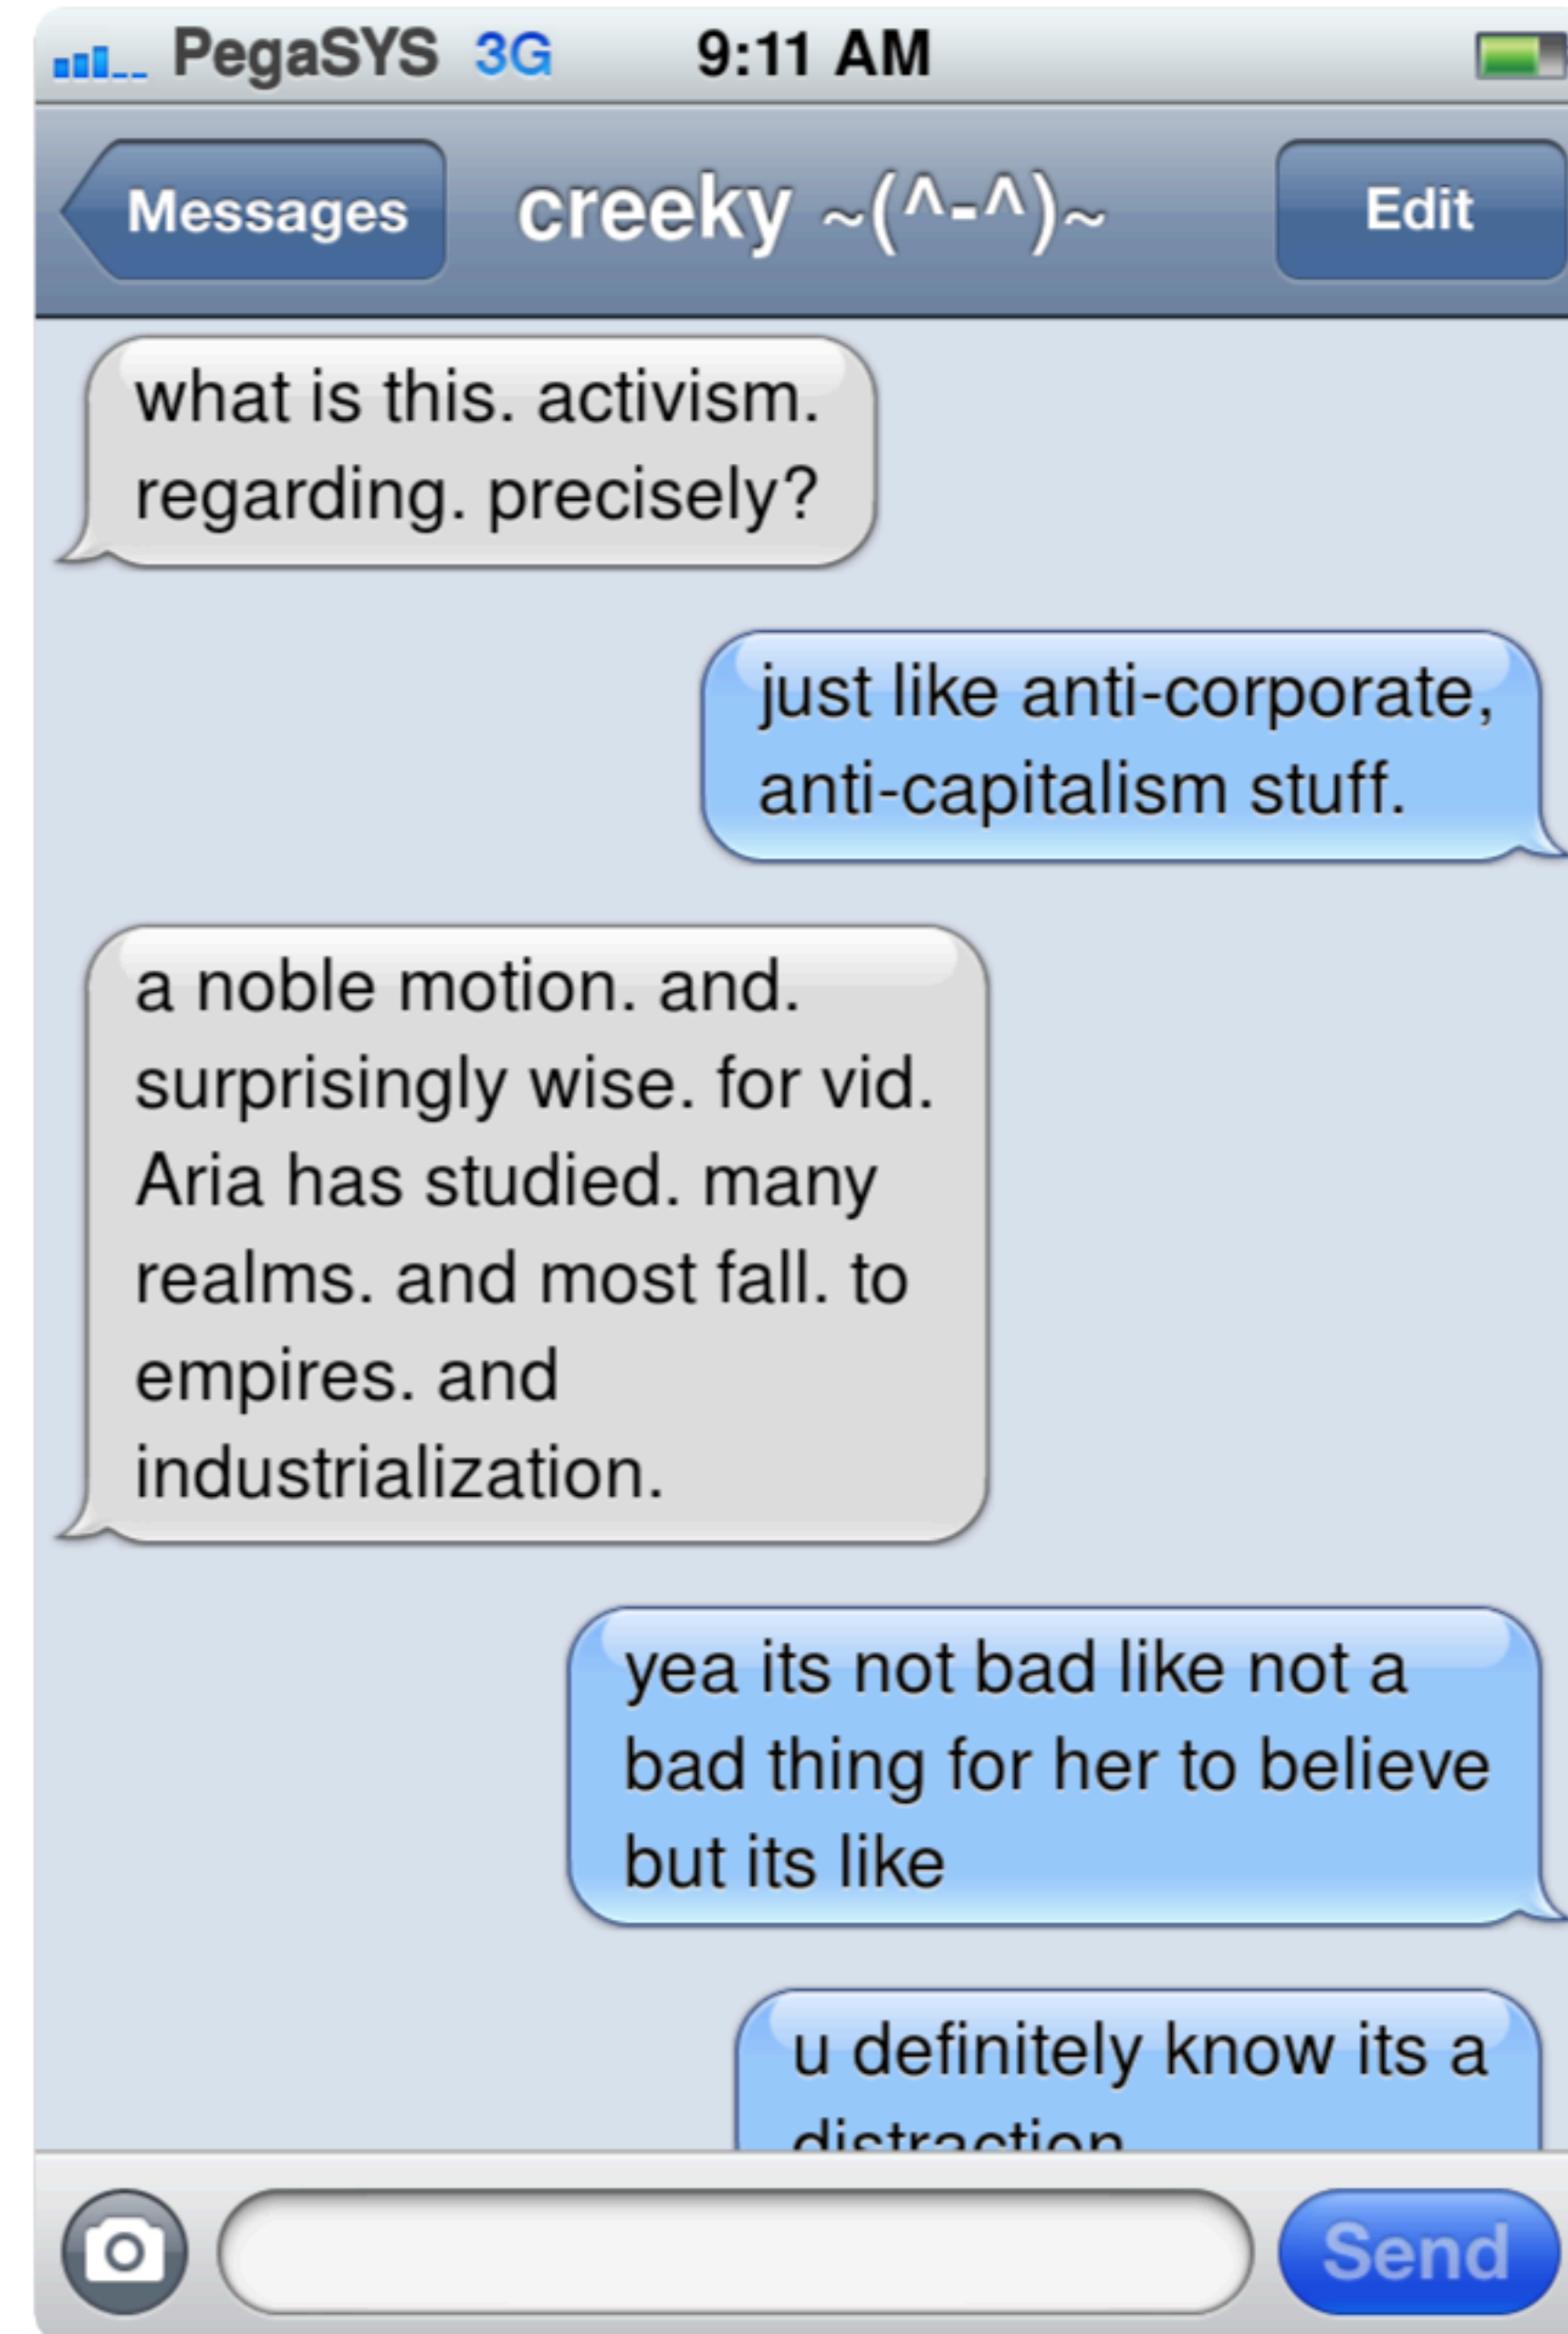 PegaSYS 3G 9:11 AM
Messages creeky ~(^-^)~ Edit
what is this. activism.
regarding. precisely?
just like anti-corporate,
anti-capitalism stuff.
a noble motion. and.
surprisingly wise. for vid.
Aria has studied. many
realms. and most fall. to
empires. and
industrialization.
yea its not bad like not a
bad thing for her to believe
but its like
u definitely know its a
distraction
Send